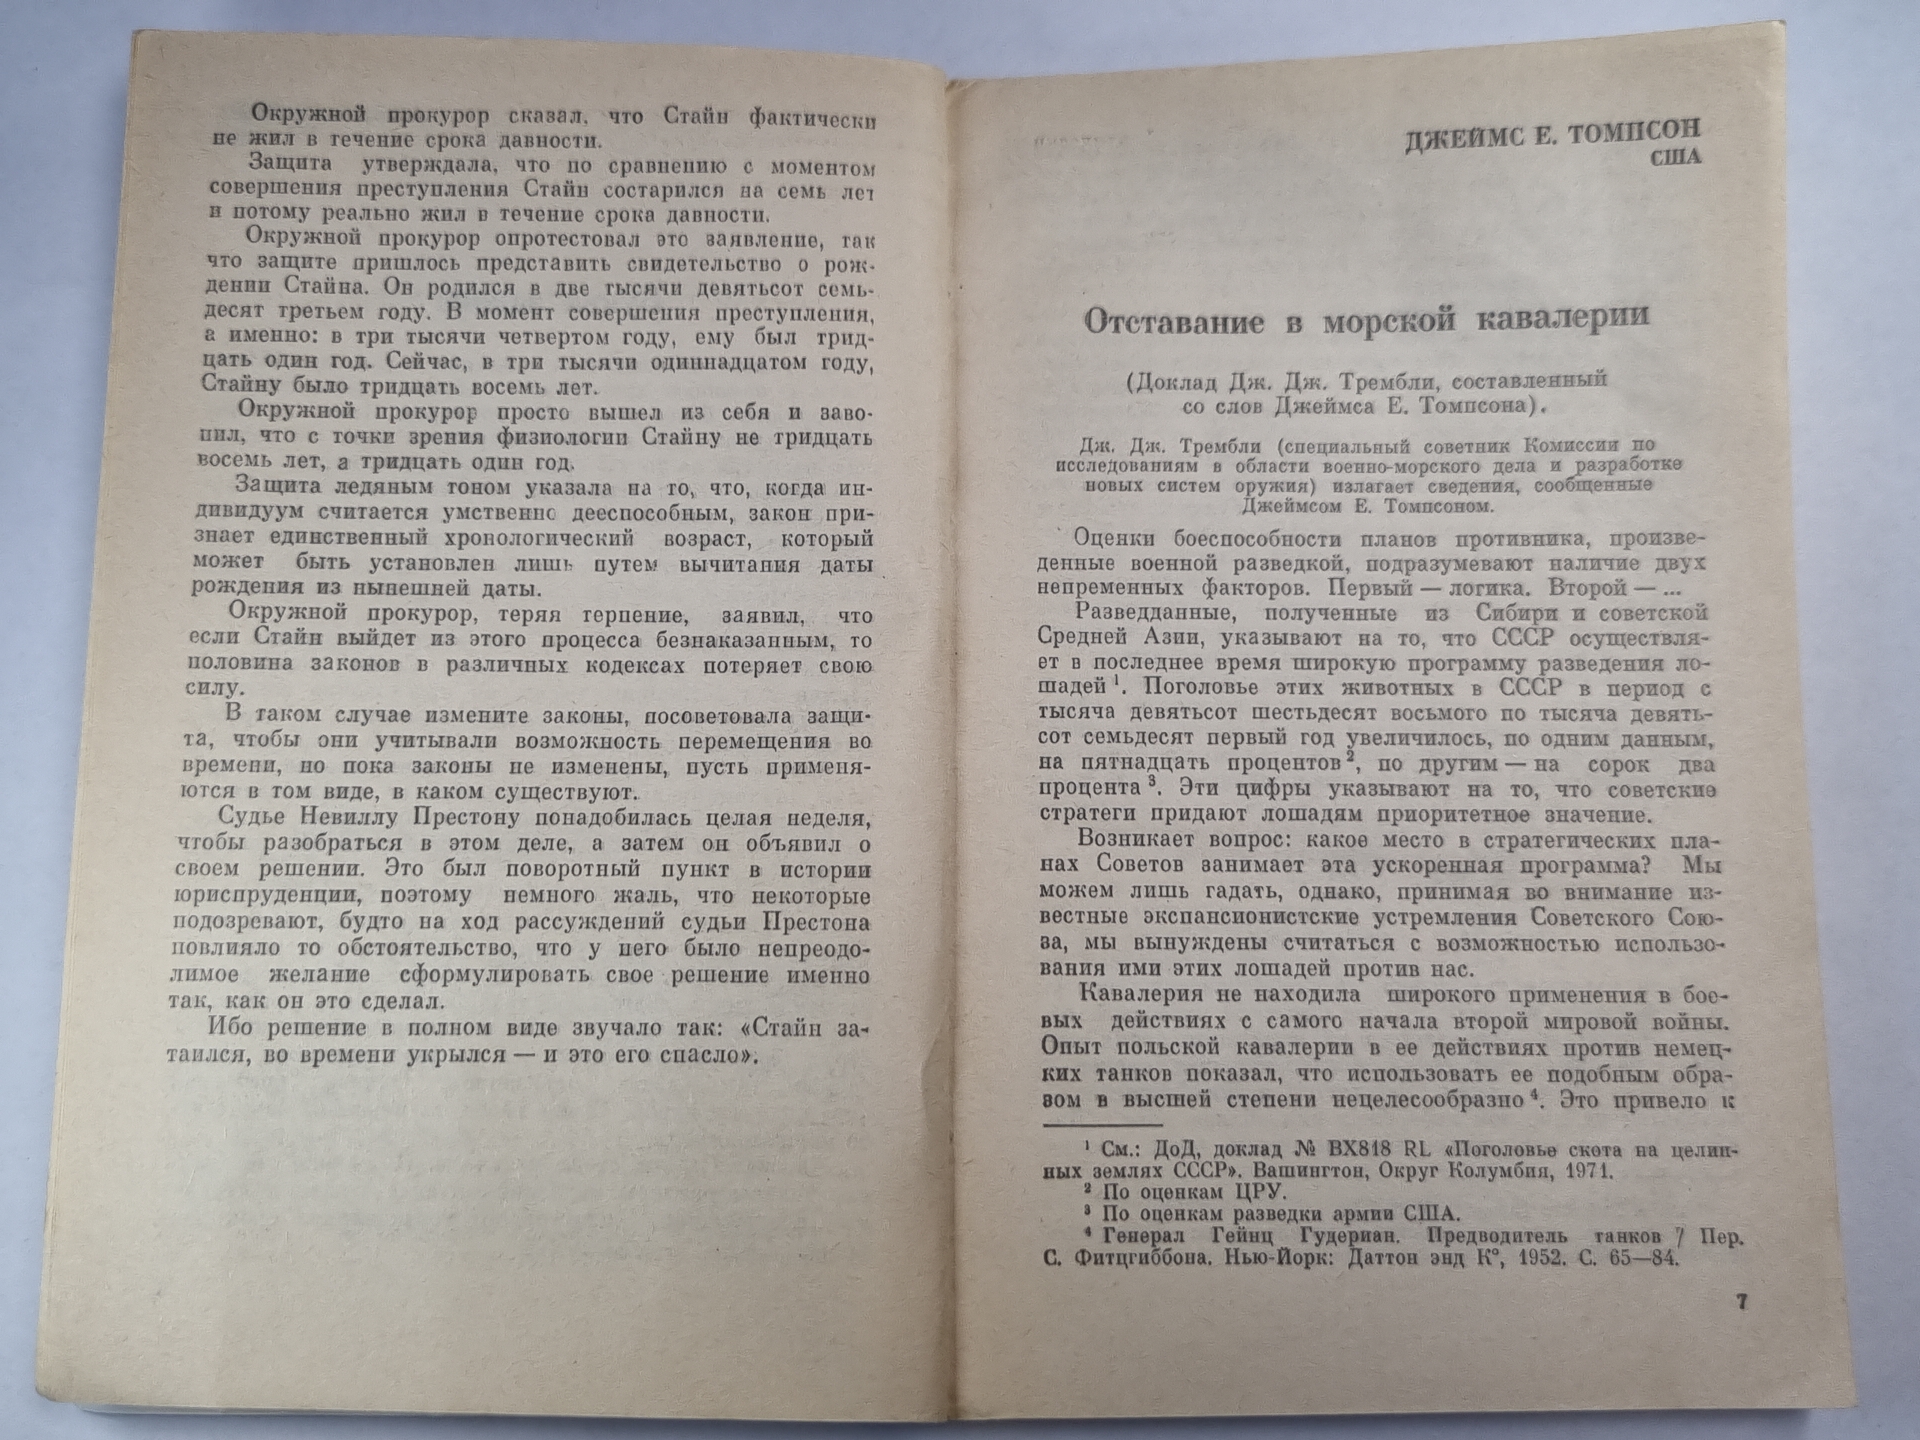 Окружной прокурор сказал, что Стайн фактически
не жил в течение срока давности.
Защита утверждала, что по сравнению с моментом
совершения преступления Стайн состарился на семь лет
и потому реально жил в течение срока давности.
Окружной прокурор опротестовал это заявление, так
что защите пришлось представить свидетельство о рож-
дении Стайна. Он родился в две тысячи девятьсот семь-
десят третьем году. В момент совершения преступления,
а именно: в три тысячи четвертом году, ему был трид-
цать один год. Сейчас, в три тысячи одиннадцатом году,
Стайну было тридцать восемь лет.
Окружной прокурор просто вышел из себя и заво-
пил, что с точки зрения физиологии Стайну не тридцать
восемь лет, а тридцать один год.
Защита ледяным тоном указала на то, что, когда ин-
дивидуум считается умственно дееспособным, закон при-
знает единственный хронологический возраст, который
может быть установлен лишь путем вычитания даты
рождения из нынешней даты.
Окружной прокурор, теряя терпение, заявил, что
если Стайн выйдет из этого процесса безнаказанным, то
половина законов в различных кодексах потеряет свою
силу.
В таком случае измените законы, посоветовала защи-
та, чтобы они учитывали возможность перемещения во
времени, но пока законы не изменены, пусть применя-
ются в том виде, в каком существуют.
Судье Невиллу Престону понадобилась целая неделя,
чтобы разобраться в этом деле, а затем он объявил о
своем решении. Это был поворотный пункт в истории
юриспруденции, поэтому немного жаль, что некоторые
подозревают, будто на ход рассуждений судьи Престона
повлияло то обстоятельство, что у него было непреодо-
лимое желание сформулировать свое решение именно
так, как он это сделал.
Ибо решение в полном виде звучало так: «Стайн за-
таился, во времени укрылся — и это его спасло».
ДЖЕЙМС Е. ТОМПСОН
США
Отставание в морской кавалерии
(Доклад Дж. Дж. Трембли, составленный
со слов Джеймса Е. Томпсона).
Дж. Дж. Трембли (специальный советник Комиссии по
исследованиям в области военно-морского дела и разработке
новых систем оружия) излагает сведения, сообщенные
Джеймсом Е. Томпсоном.
Оценки боеспособности планов противника, произве-
денные военной разведкой, подразумевают наличие двух
непременных факторов. Первый — логика. Второй — ...
Разведданные, полученные из Сибири и советской
Средней Азии, указывают на то, что СССР осуществля-
ет в последнее время широкую программу разведения ло-
шадей ¹. Поголовье этих животных в СССР в период с
тысяча девятьсот шестьдесят восьмого по тысяча девять-
сот семьдесят первый год увеличилось, по одним данным,
на пятнадцать процентов ², по другим — на сорок два
процента ³. Эти цифры указывают на то, что советские
стратеги придают лошадям приоритетное значение.
Возникает вопрос: какое место в стратегических пла-
нах Советов занимает эта ускоренная программа? Мы
можем лишь гадать, однако, принимая во внимание из-
вестные экспансионистские устремления Советского Сою-
за, мы вынуждены считаться с возможностью использо-
вания ими этих лошадей против нас.
Кавалерия не находила широкого применения в бое-
вых действиях с самого начала второй мировой войны.
Опыт польской кавалерии в ее действиях против немец-
ких танков показал, что использовать ее подобным обра-
зом в высшей степени нецелесообразно ⁴. Это привело к
¹ См.: ДоД, доклад № BX818 RL «Поголовье скота на целин-
ных землях СССР». Вашингтон, Округ Колумбия, 1971.
² По оценкам ЦРУ.
³ По оценкам разведки армии США.
⁴ Генерал Гейнц Гудериан. Предводитель танков / Пер.
С. Фитцгиббона. Нью-Йорк: Даттон энд К°, 1952. С. 65—84.
7